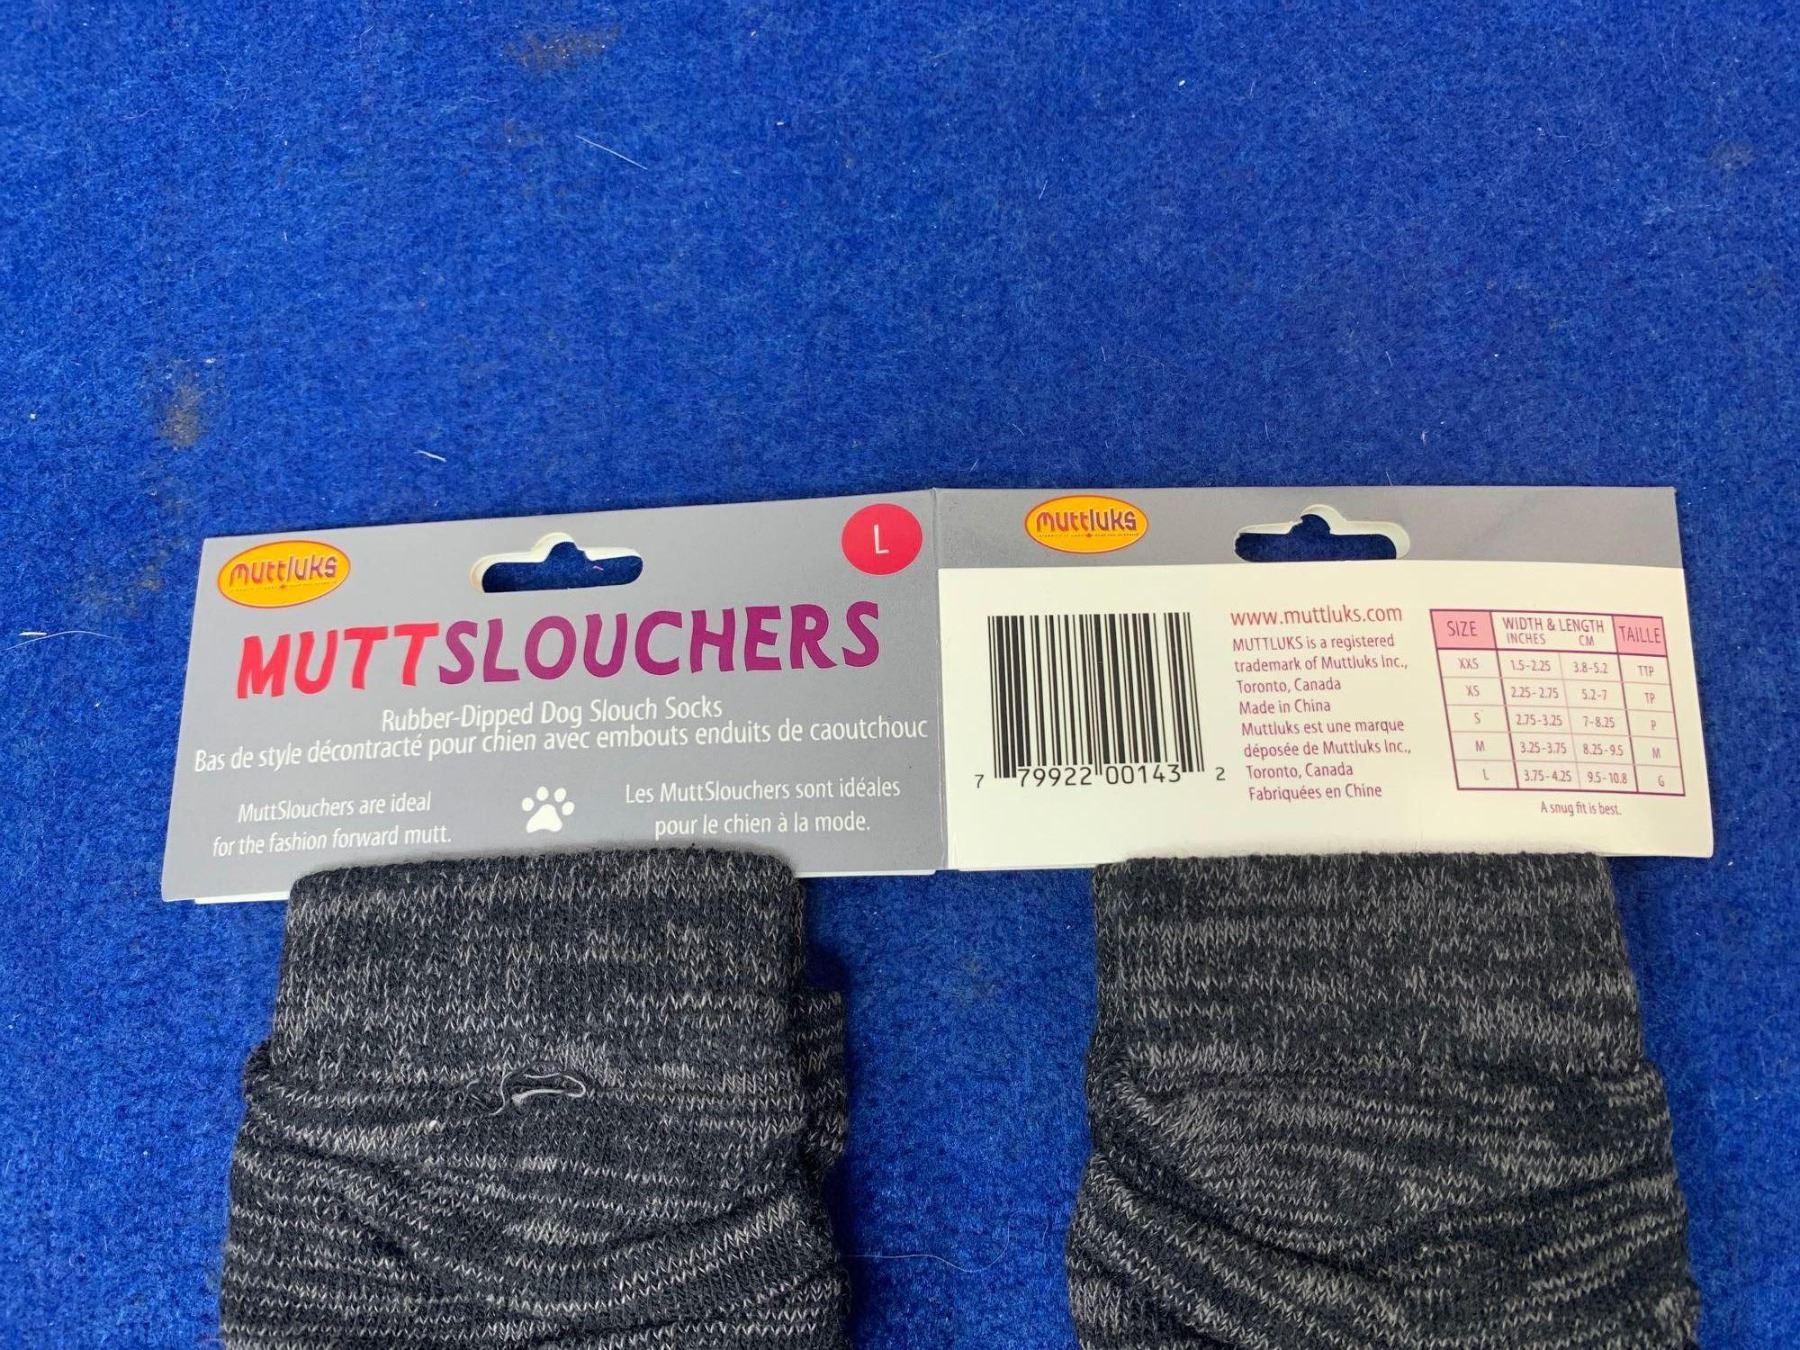 muttluks
L
MUTTSLOUCHERS
Rubber-Dipped Dog Slouch Socks
Bas de style décontracté pour chien avec embouts enduits de caoutchouc
MuttSlouchers are ideal
for the fashion forward mutt.
Les MuttSlouchers sont idéales
pour le chien à la mode.
muttluks
7 79922 00143 2
www.muttluks.com
MUTTLUKS is a registered
trademark of Muttluks Inc.,
Toronto, Canada
Made in China
Muttluks est une marque
déposée de Muttluks Inc.,
Toronto, Canada
Fabriquées en Chine
SIZE WIDTH & LENGTH TAILLE
INCHES CM
XXS 1.5-2.25 3.8-5.2 TTP
XS 2.25-2.75 5.2-7 TP
S 2.75-3.25 7-8.25 P
M 3.25-3.75 8.25-9.5 M
L 3.75-4.25 9.5-10.8 G
A snug fit is best.